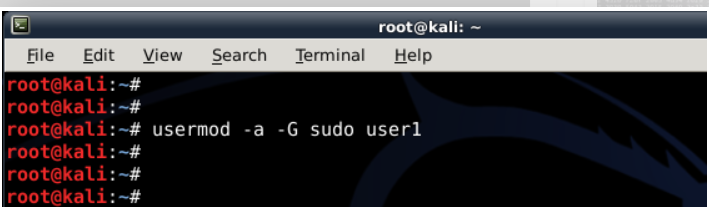 root@kali: ~
File Edit View Search Terminal Help
root@kali:~#
root@kali:~#
root@kali:~# usermod -a -G sudo user1
root@kali:~#
root@kali:~#
root@kali:~#